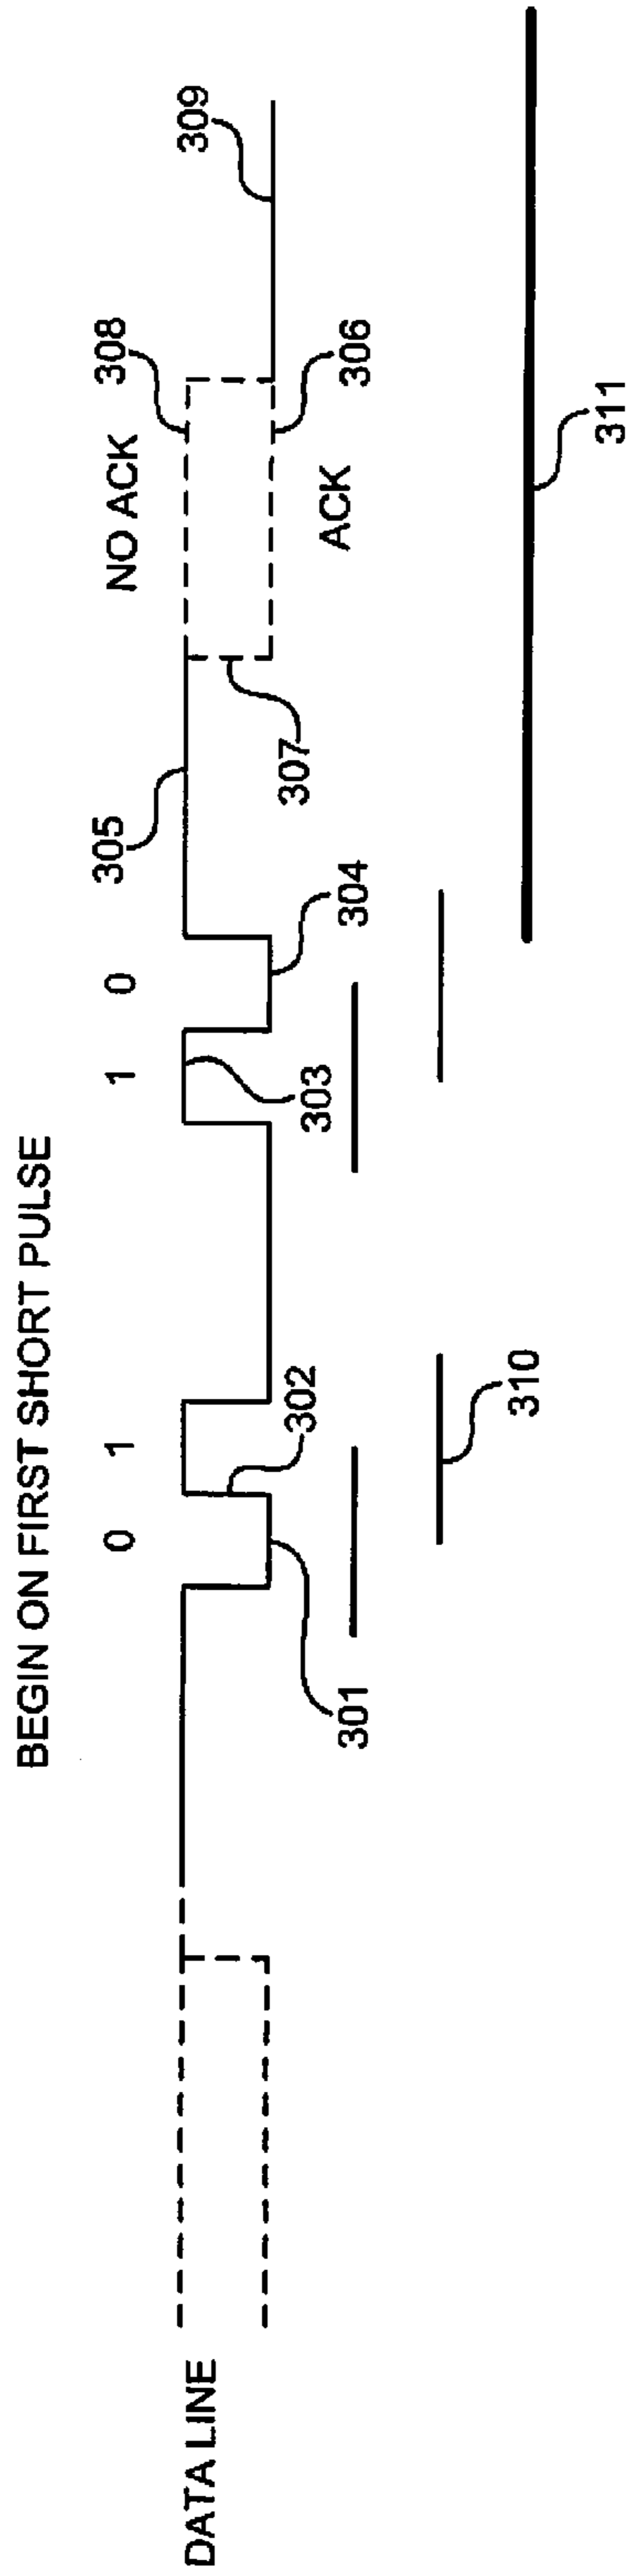 BEGIN ON FIRST SHORT PULSE
0 1 1 0
NO ACK
ACK
DATA LINE
301
302
303
304
305
306
307
308
309
310
311